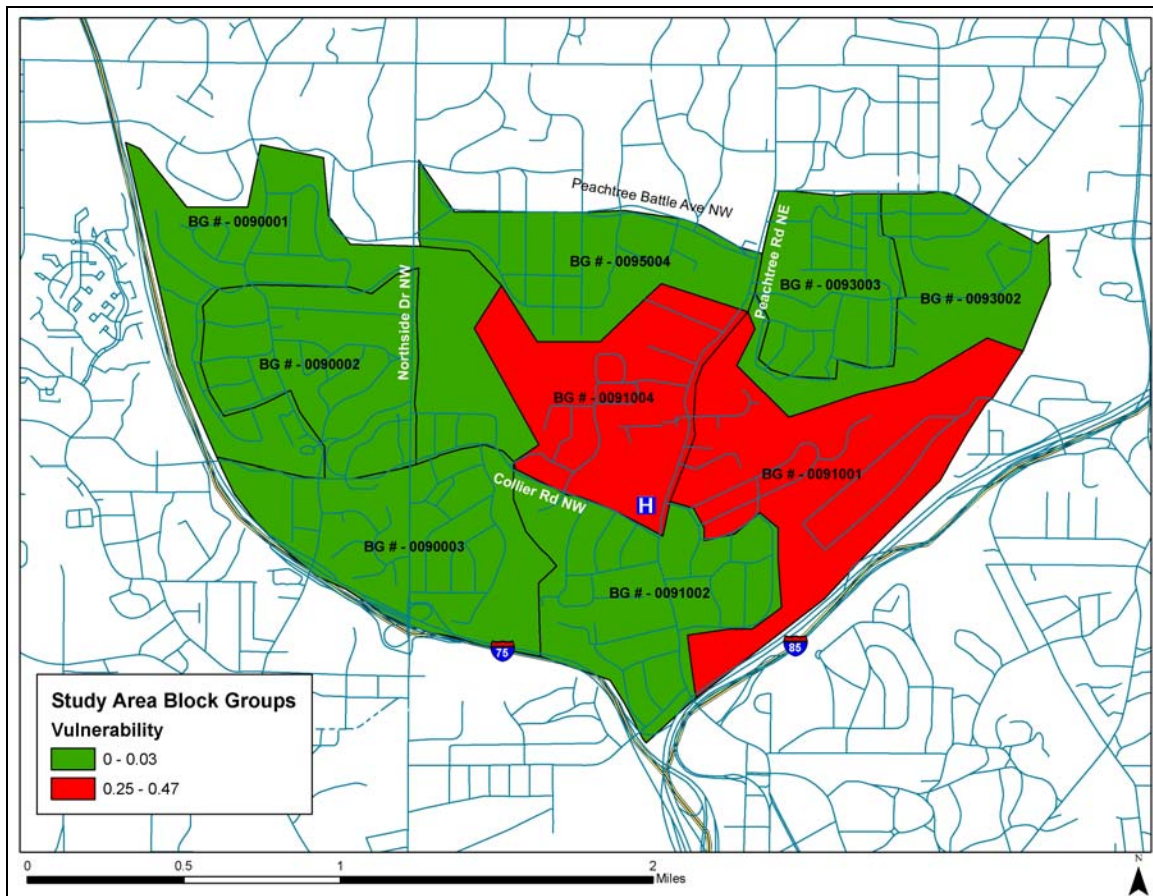 Peachtree Battle Ave NW
BG # - 0090001
Peachtree Rd NE
BG # - 0095004
BG # - 0093003
BG # - 0093002
Northside Dr NW
BG # - 0090002
BG # - 0091004
BG # - 0091001
Collier Rd NW
H
BG # - 0090003
BG # - 0091002
75
85
Study Area Block Groups
Vulnerability
0 - 0.03
0.25 - 0.47
0 0.5 1 2
Miles
N